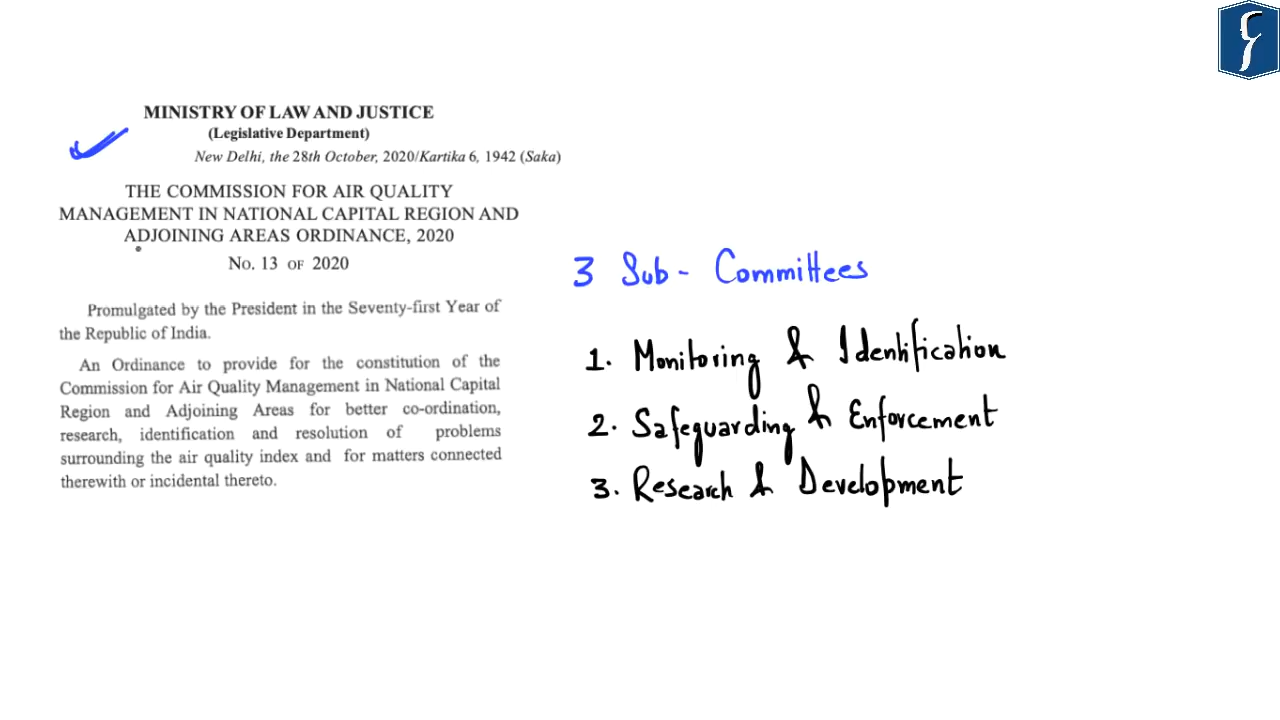 MINISTRY OF LAW AND JUSTICE
(Legislative Department)
New Delhi, the 28th October, 2020/Kartika 6, 1942 (Saka)
THE COMMISSION FOR AIR QUALITY
MANAGEMENT IN NATIONAL CAPITAL REGION AND
ADJOINING AREAS ORDINANCE, 2020
No. 13 OF 2020
Promulgated by the President in the Seventy-first Year of
the Republic of India.
An Ordinance to provide for the constitution of the
Commission for Air Quality Management in National Capital
Region and Adjoining Areas for better co-ordination,
research, identification and resolution of problems
surrounding the air quality index and for matters connected
therewith or incidental thereto.
3 Sub-Committees
1. Monitoring & Identification
2. Safeguarding & Enforcement
3. Research & Development